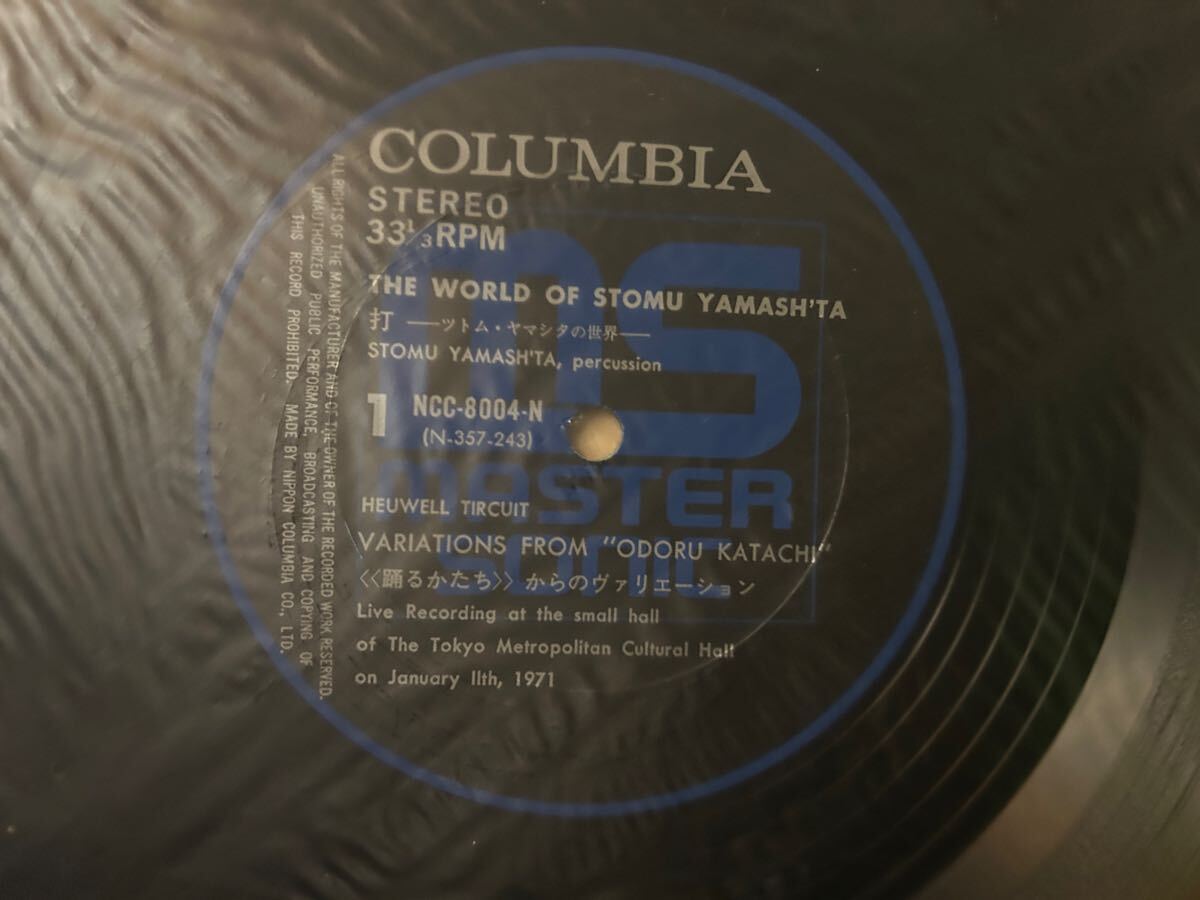 COLUMBIA
STEREO
33⅓RPM
THE WORLD OF STOMU YAMASH'TA
打 ──ツトム・ヤマシタの世界──
STOMU YAMASH'TA, percussion
1 NCC-8004-N
(N-357-243)
HEUWELL TIRCUIT
VARIATIONS FROM "ODORU KATACHI"
《踊るかたち》からのヴァリエーション
Live Recording at the small hall
of The Tokyo Metropolitan Cultural Hall
on January 11th, 1971
ms
MASTER
SONIC
ALL RIGHTS OF THE MANUFACTURER AND OF THE OWNER OF THE RECORDED WORK RESERVED.
UNAUTHORIZED PUBLIC PERFORMANCE, BROADCASTING AND COPYING OF
THIS RECORD PROHIBITED. MADE BY NIPPON COLUMBIA CO., LTD.